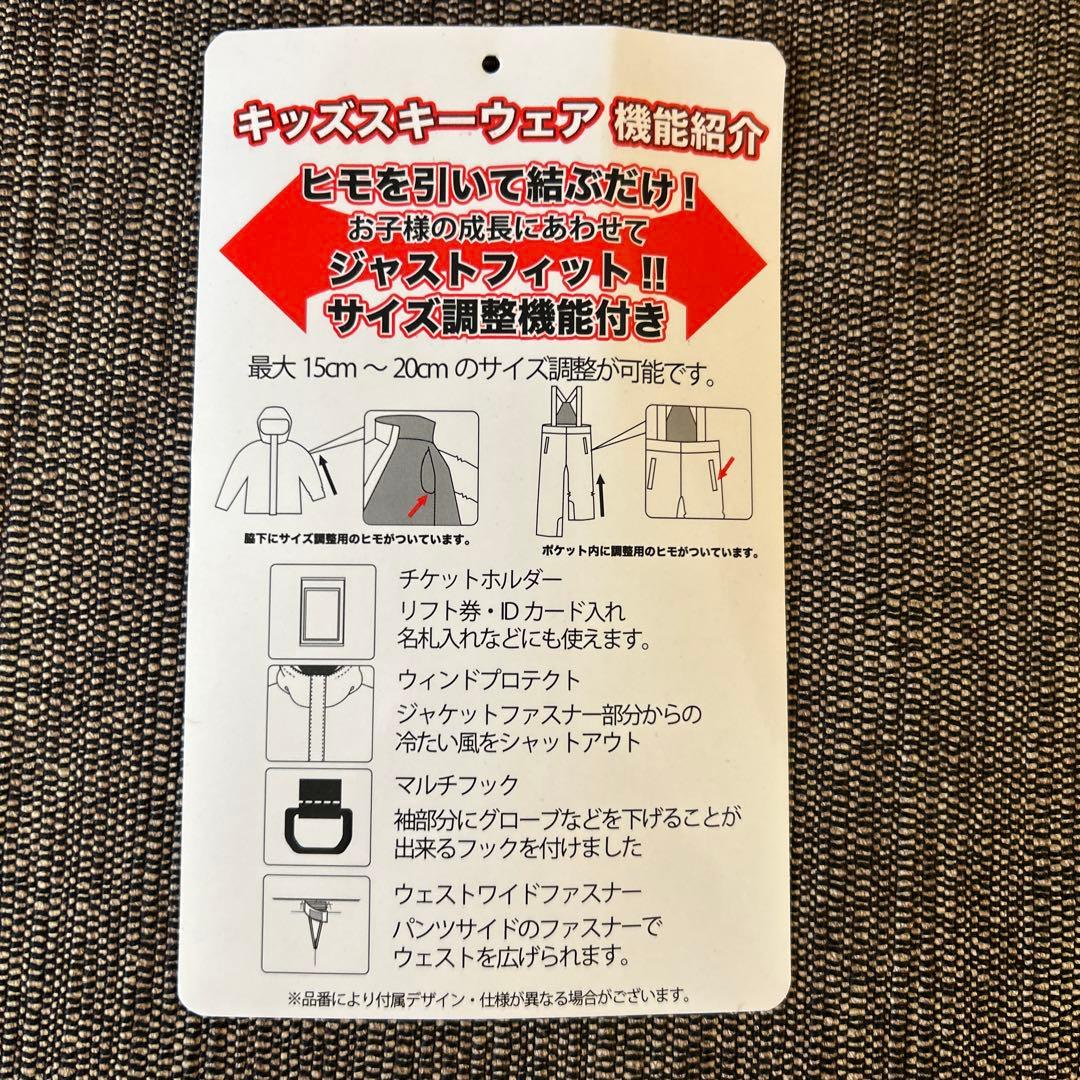 キッズスキーウェア 機能紹介
ヒモを引いて結ぶだけ！
お子様の成長にあわせて
ジャストフィット!!
サイズ調整機能付き
最大 15cm 〜 20cm のサイズ調整が可能です。
脇下にサイズ調整用のヒモがついています。
ポケット内に調整用のヒモがついています。
チケットホルダー
リフト券・ID カード入れ
名札入れなどにも使えます。
ウィンドプロテクト
ジャケットファスナー部分からの
冷たい風をシャットアウト
マルチフック
袖部分にグローブなどを下げることが
出来るフックを付けました
ウェストワイドファスナー
パンツサイドのファスナーで
ウェストを広げられます。
※品番により付属デザイン・仕様が異なる場合がございます。